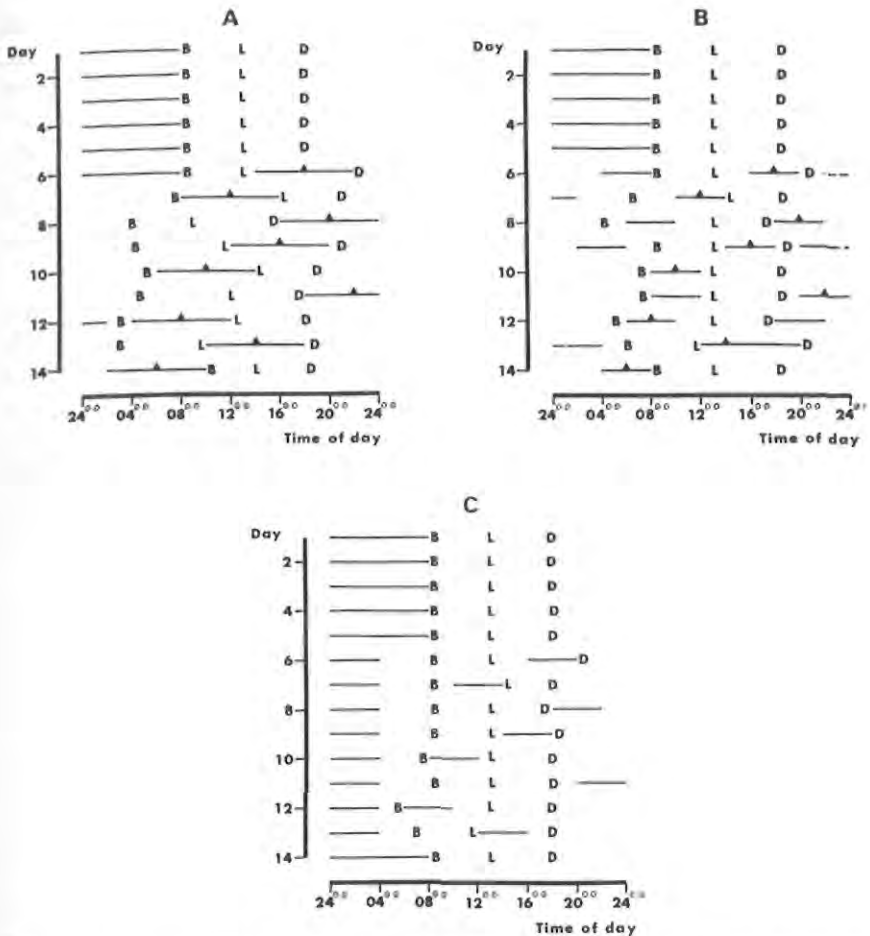 A
Day B L D
2 B L D
B L D
4 B L D
B L D
6 B L D
B L D
8 B L D
B L D
10 B L D
B L D
12 B L D
B L D
14 B L D
24⁰⁰ 04⁰⁰ 08⁰⁰ 12⁰⁰ 16⁰⁰ 20⁰⁰ 24⁰⁰
Time of day
B
Day B L D
2 B L D
B L D
4 B L D
B L D
6 B L D
B L D
8 B L D
B L D
10 B L D
B L D
12 B L D
B L D
14 B L D
24⁰⁰ 04⁰⁰ 08⁰⁰ 12⁰⁰ 16⁰⁰ 20⁰⁰ 24⁰⁰
Time of day
C
Day B L D
2 B L D
B L D
4 B L D
B L D
6 B L D
B L D
8 B L D
B L D
10 B L D
B L D
12 B L D
B L D
14 B L D
24⁰⁰ 04⁰⁰ 08⁰⁰ 12⁰⁰ 16⁰⁰ 20⁰⁰ 24⁰⁰
Time of day